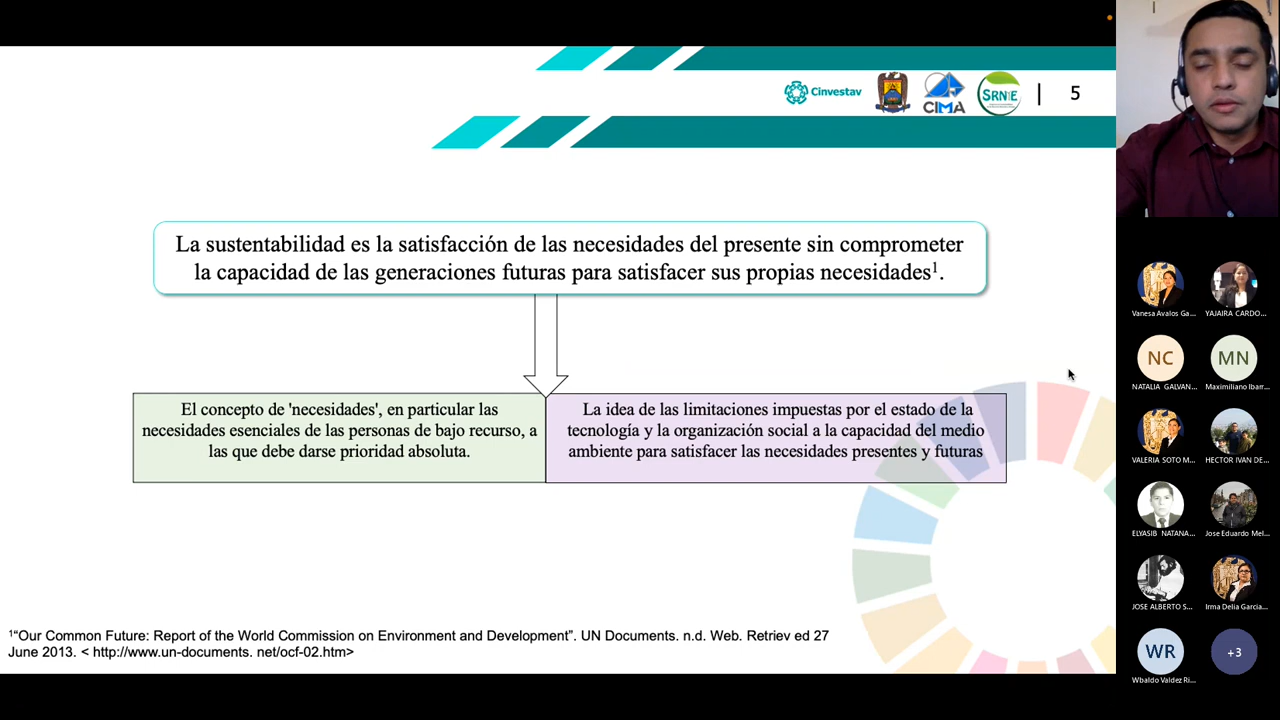 Cinvestav
CIMA
SRNE
5
La sustentabilidad es la satisfacción de las necesidades del presente sin comprometer
la capacidad de las generaciones futuras para satisfacer sus propias necesidades¹.
El concepto de 'necesidades', en particular las
necesidades esenciales de las personas de bajo recurso, a
las que debe darse prioridad absoluta.
La idea de las limitaciones impuestas por el estado de la
tecnología y la organización social a la capacidad del medio
ambiente para satisfacer las necesidades presentes y futuras
¹“Our Common Future: Report of the World Commission on Environment and Development”. UN Documents. n.d. Web. Retriev ed 27
June 2013. < http://www.un-documents. net/ocf-02.htm>
Vanesa Avalos Ga...
YAJAIRA CARDO...
NC
NATALIA GALVAN...
MN
Maximiliano Ibarr...
VALERIA SOTO M...
HECTOR IVAN DE...
ELYASIB NATANA...
Jose Eduardo Mel...
JOSE ALBERTO S...
Irma Delia Garcia...
WR
Wbaldo Valdez Ri...
+3